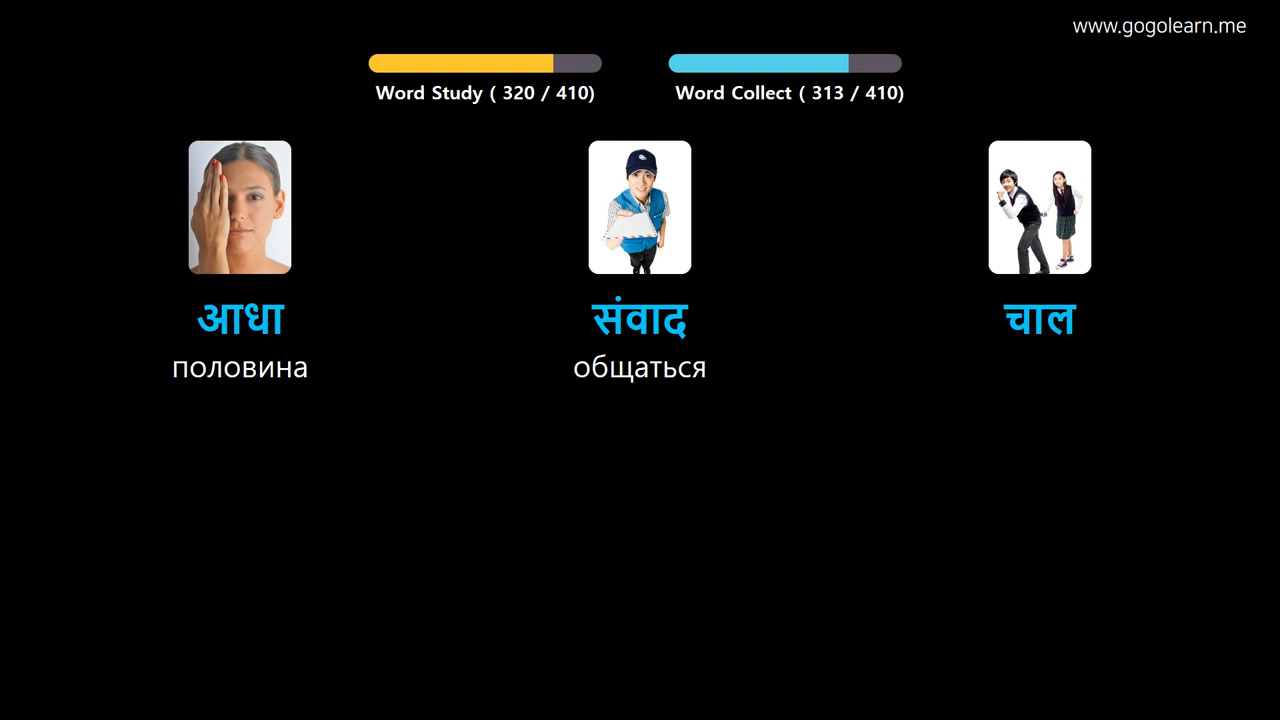 www.gogolearn.me
Word Study ( 320 / 410)
Word Collect ( 313 / 410)
आधा
संवाद
चाल
половина
общаться